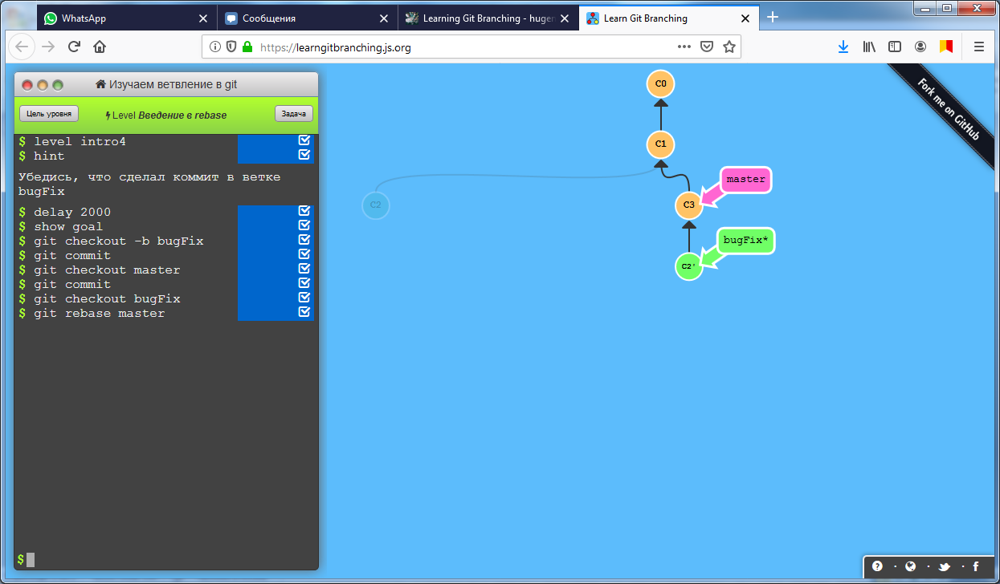 WhatsApp
Сообщения
Learning Git Branching - huger
Learn Git Branching
https://learngitbranching.js.org
Изучаем ветвление в git
Цель уровня
Level Введение в rebase
Задача
$ level intro4
$ hint
Убедись, что сделал коммит в ветке
bugFix
$ delay 2000
$ show goal
$ git checkout -b bugFix
$ git commit
$ git checkout master
$ git commit
$ git checkout bugFix
$ git rebase master
$
C0
C1
C2
C3
master
C2'
bugFix*
Fork me on GitHub